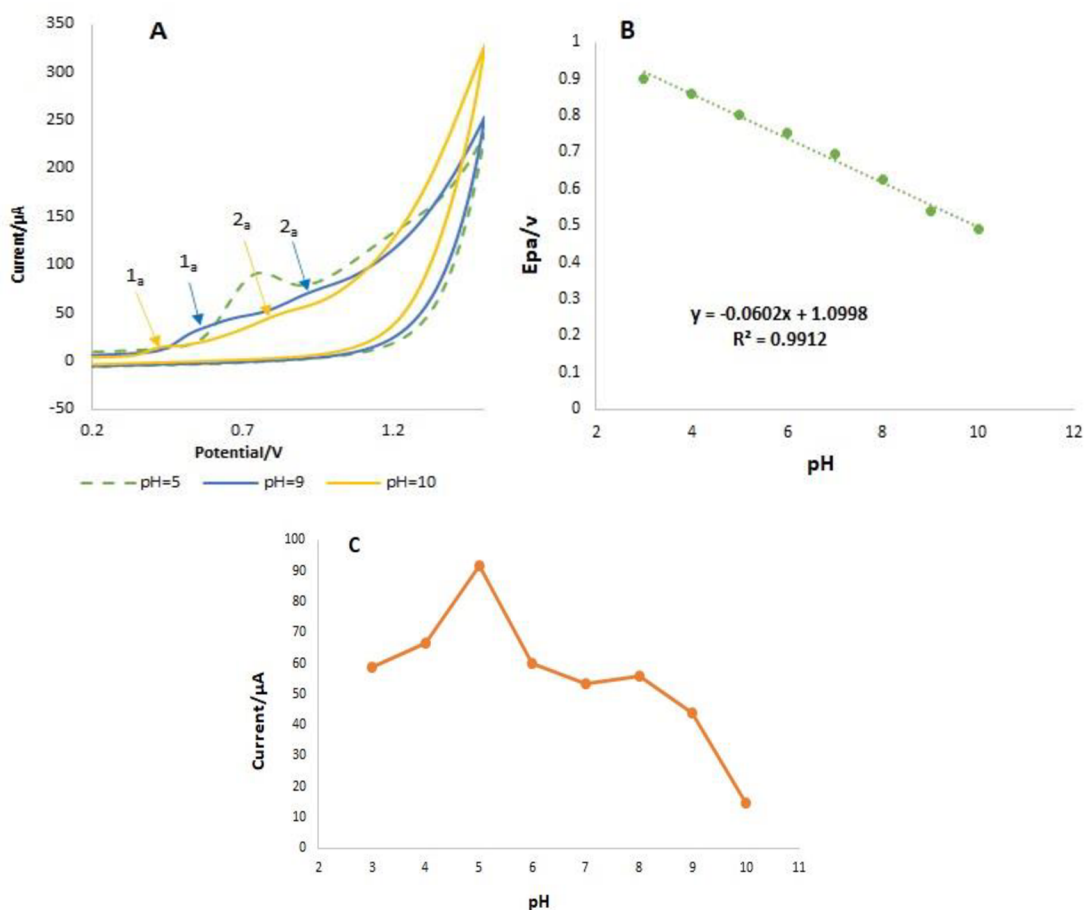 A
350
300
250
200
150
100
50
0
-50
Current/µA
1ₐ
1ₐ
2ₐ
2ₐ
0.2
0.7
1.2
Potential/V
pH=5
pH=9
pH=10
B
1
0.9
0.8
0.7
0.6
0.5
0.4
0.3
0.2
0.1
0
Epa/v
y = -0.0602x + 1.0998
R² = 0.9912
2
4
6
8
10
12
pH
C
100
90
80
70
60
50
40
30
20
10
0
Current/µA
2
3
4
5
6
7
8
9
10
11
pH